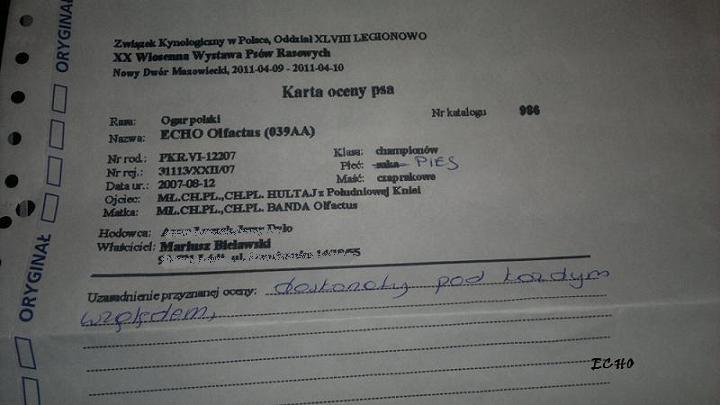 ORYGINAŁ
ORYGINAŁ
Związek Kynologiczny w Polsce, Oddział XLVIII LEGIONOWO
XX Wiosenna Wystawa Psów Rasowych
Nowy Dwór Mazowiecki, 2011-04-09 - 2011-04-10
Karta oceny psa
Nr katalogu 986
Rasa: Ogar polski
Nazwa: ECHO Olfactus (039AA)
Nr rod.: PKR.VI-12207 Klasa: championów
Nr rej.: 31113/XXII/07 Płeć: suka PIES
Data ur.: 2007-08-12 Maść: czaprakowe
Ojciec: MŁ.CH.PL.,CH.PL. HULTAJ z Południowej Kniei
Matka: MŁ.CH.PL.,CH.PL. BANDA Olfactus
Hodowca:
Właściciel: Mariusz Bielawski
Uzasadnienie przyznanej oceny: doskonały pod każdym
względem,
ECHO